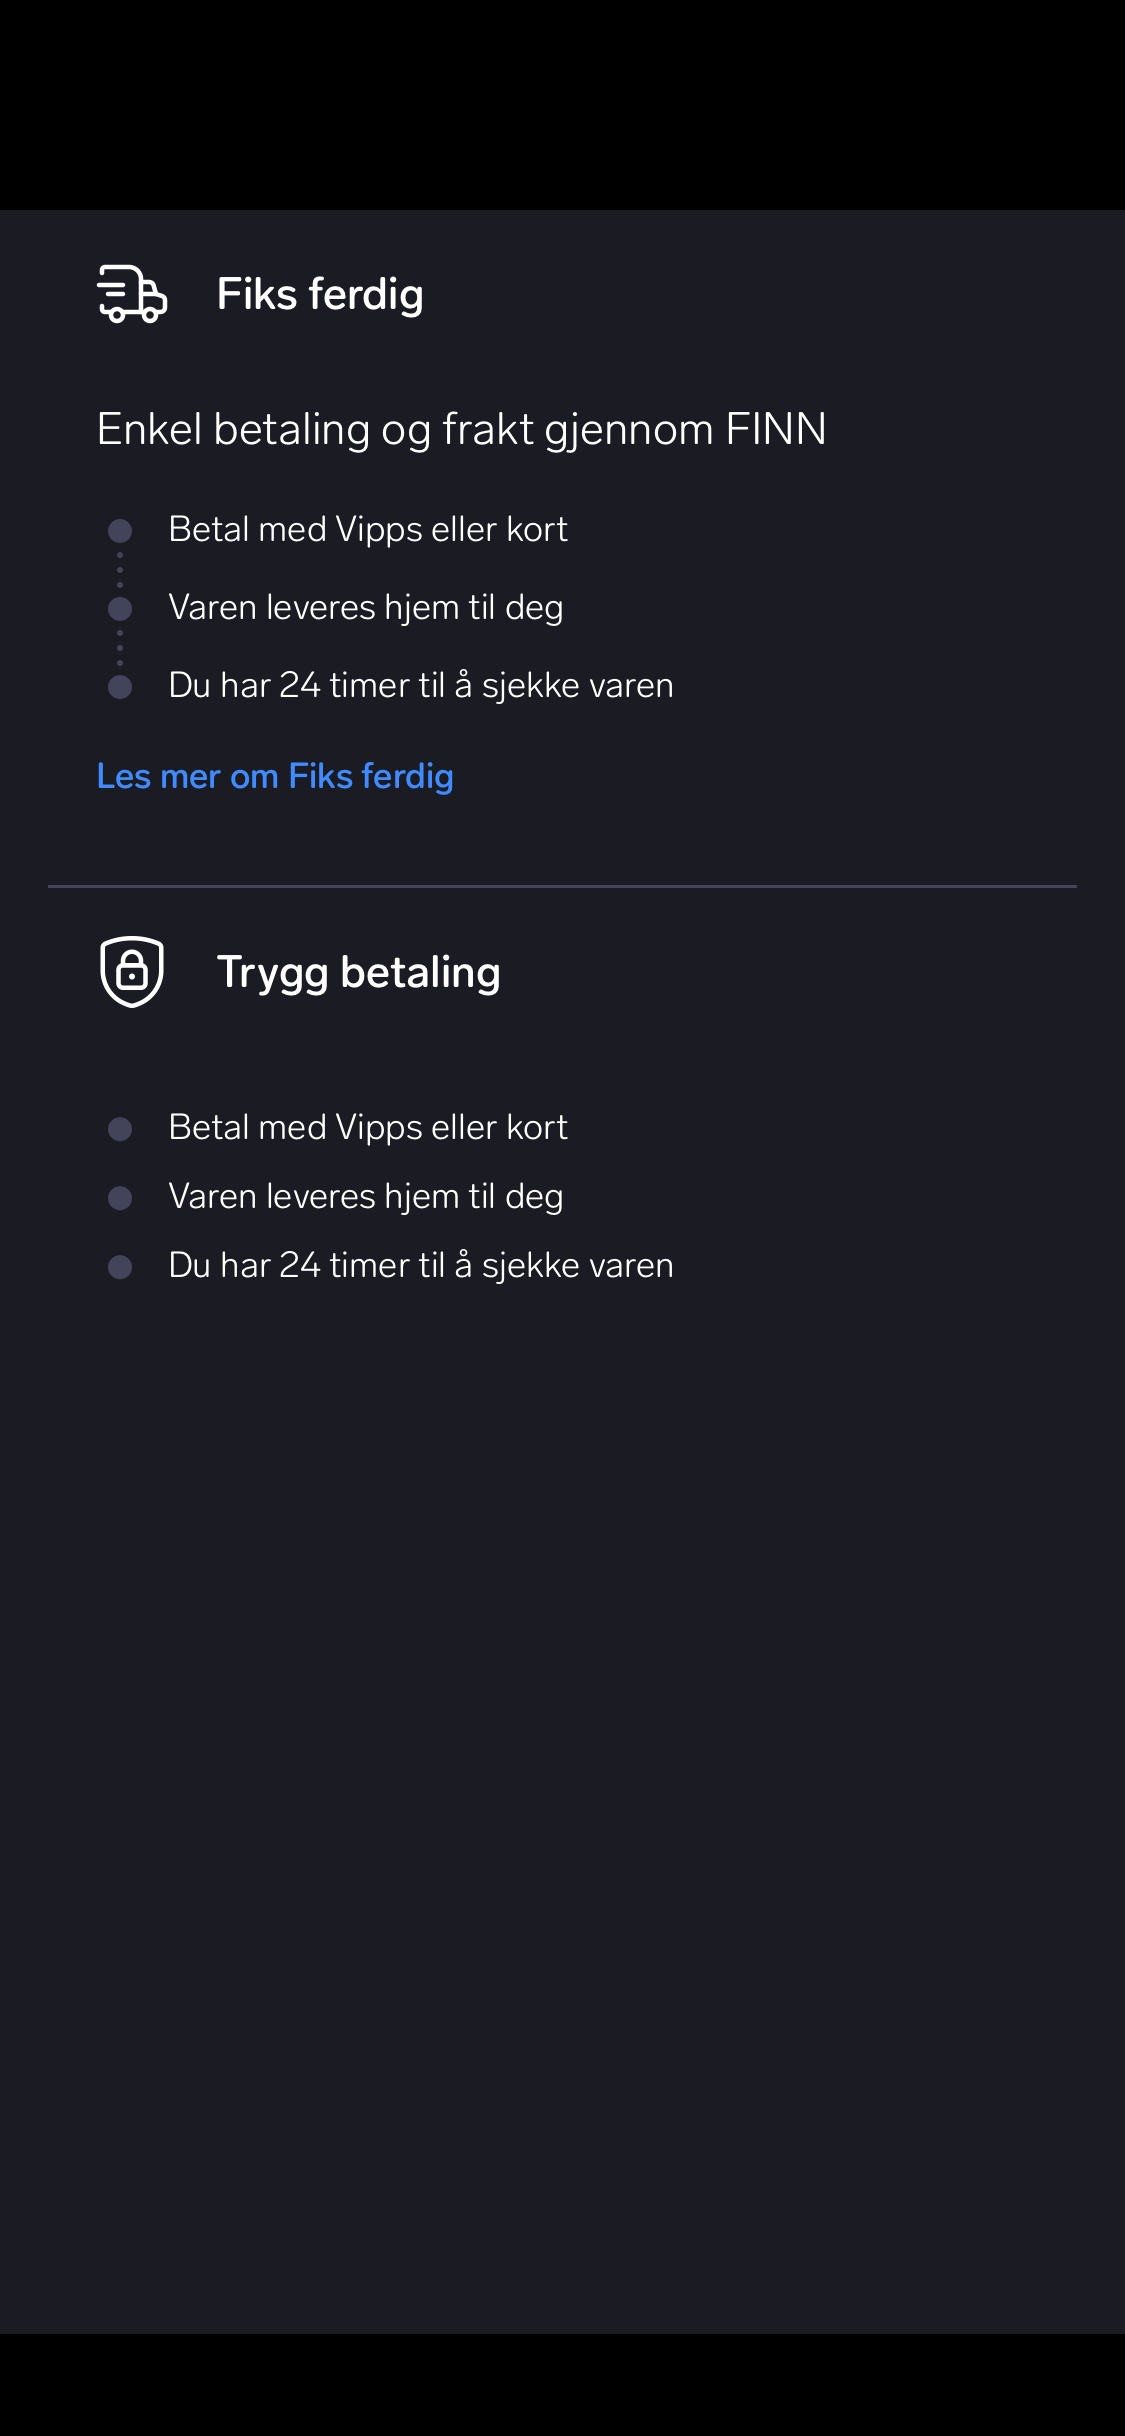 Fiks ferdig
Enkel betaling og frakt gjennom FINN
Betal med Vipps eller kort
Varen leveres hjem til deg
Du har 24 timer til å sjekke varen
Les mer om Fiks ferdig
Trygg betaling
Betal med Vipps eller kort
Varen leveres hjem til deg
Du har 24 timer til å sjekke varen